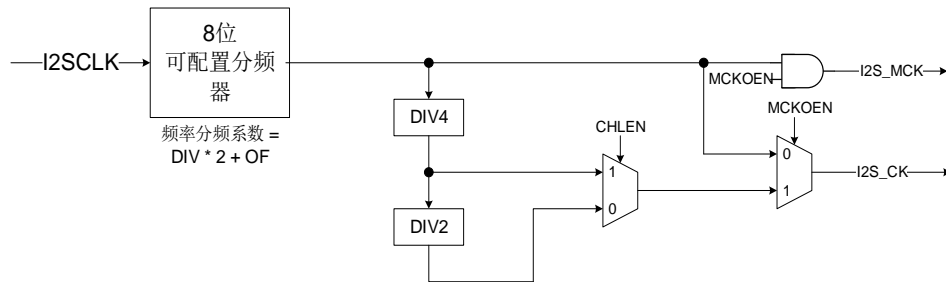 I2SCLK
8位
可配置分频
器
频率分频系数 =
DIV * 2 + OF
DIV4
DIV2
CHLEN
1
0
MCKOEN
I2S_MCK
MCKOEN
0
1
I2S_CK